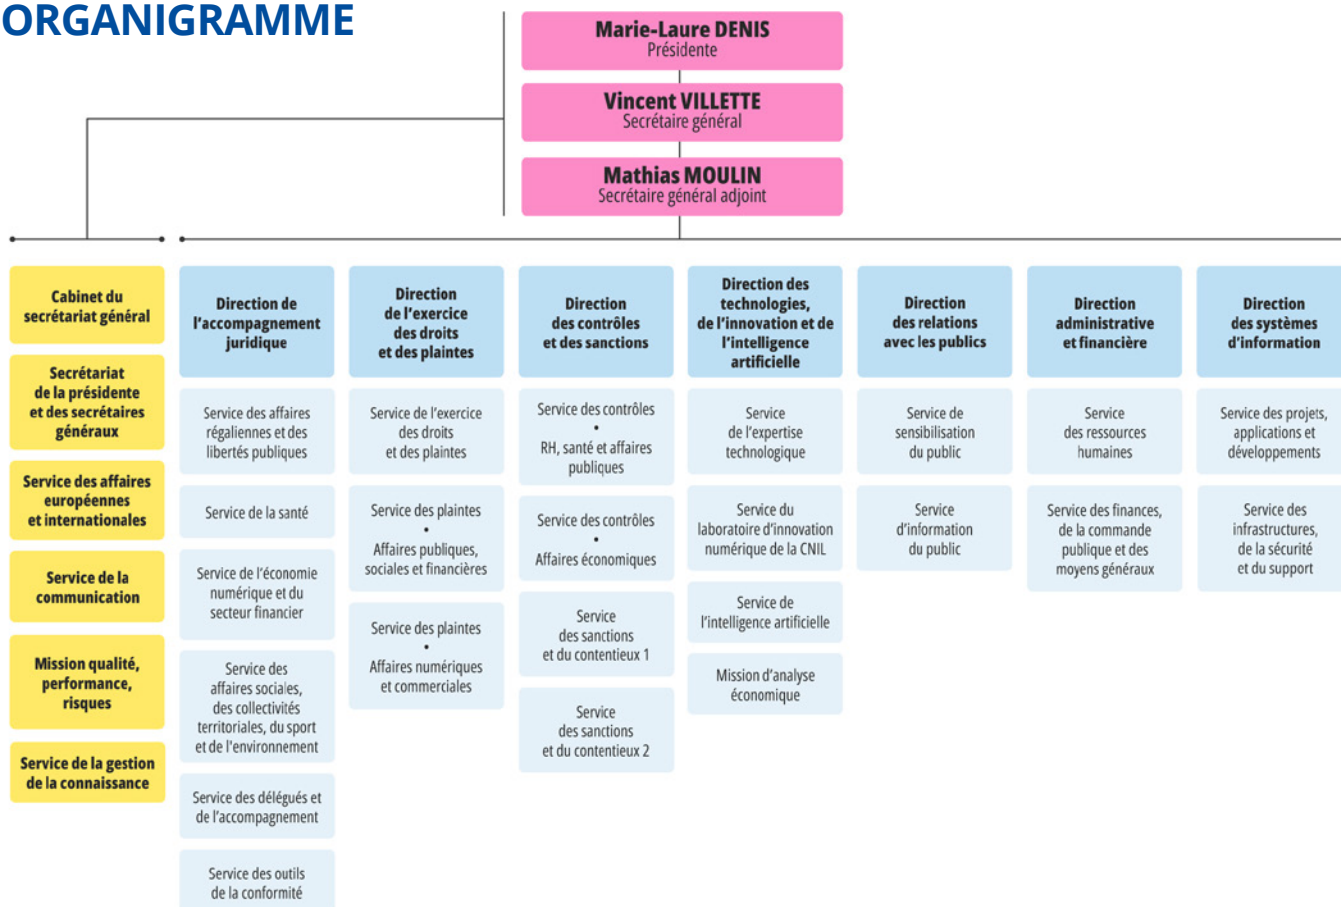 ORGANIGRAMME
Marie-Laure DENIS
Présidente
Vincent VILLETTE
Secrétaire général
Mathias MOULIN
Secrétaire général adjoint
Cabinet du
secrétariat général
Secrétariat
de la présidente
et des secrétaires
généraux
Service des affaires
européennes
et internationales
Service de la
communication
Mission qualité,
performance,
risques
Service de la gestion
de la connaissance
Direction de
l'accompagnement
juridique
Service des affaires
régaliennes et des
libertés publiques
Service de la santé
Service de l'économie
numérique et du
secteur financier
Service des
affaires sociales,
des collectivités
territoriales, du sport
et de l'environnement
Service des délégués et
de l'accompagnement
Service des outils
de la conformité
Direction
de l'exercice
des droits
et des plaintes
Service de l'exercice
des droits
et des plaintes
Service des plaintes
•
Affaires publiques,
sociales et financières
Service des plaintes
•
Affaires numériques
et commerciales
Direction
des contrôles
et des sanctions
Service des contrôles
•
RH, santé et affaires
publiques
Service des contrôles
•
Affaires économiques
Service
des sanctions
et du contentieux 1
Service
des sanctions
et du contentieux 2
Direction des
technologies,
de l'innovation et de
l'intelligence
artificielle
Service
de l'expertise
technologique
Service du
laboratoire d'innovation
numérique de la CNIL
Service de
l'intelligence artificielle
Mission d'analyse
économique
Direction
des relations
avec les publics
Service de
sensibilisation
du public
Service
d'information
du public
Direction
administrative
et financière
Service
des ressources
humaines
Service des finances,
de la commande
publique et des
moyens généraux
Direction
des systèmes
d'information
Service des projets,
applications et
développements
Service des
infrastructures,
de la sécurité
et du support